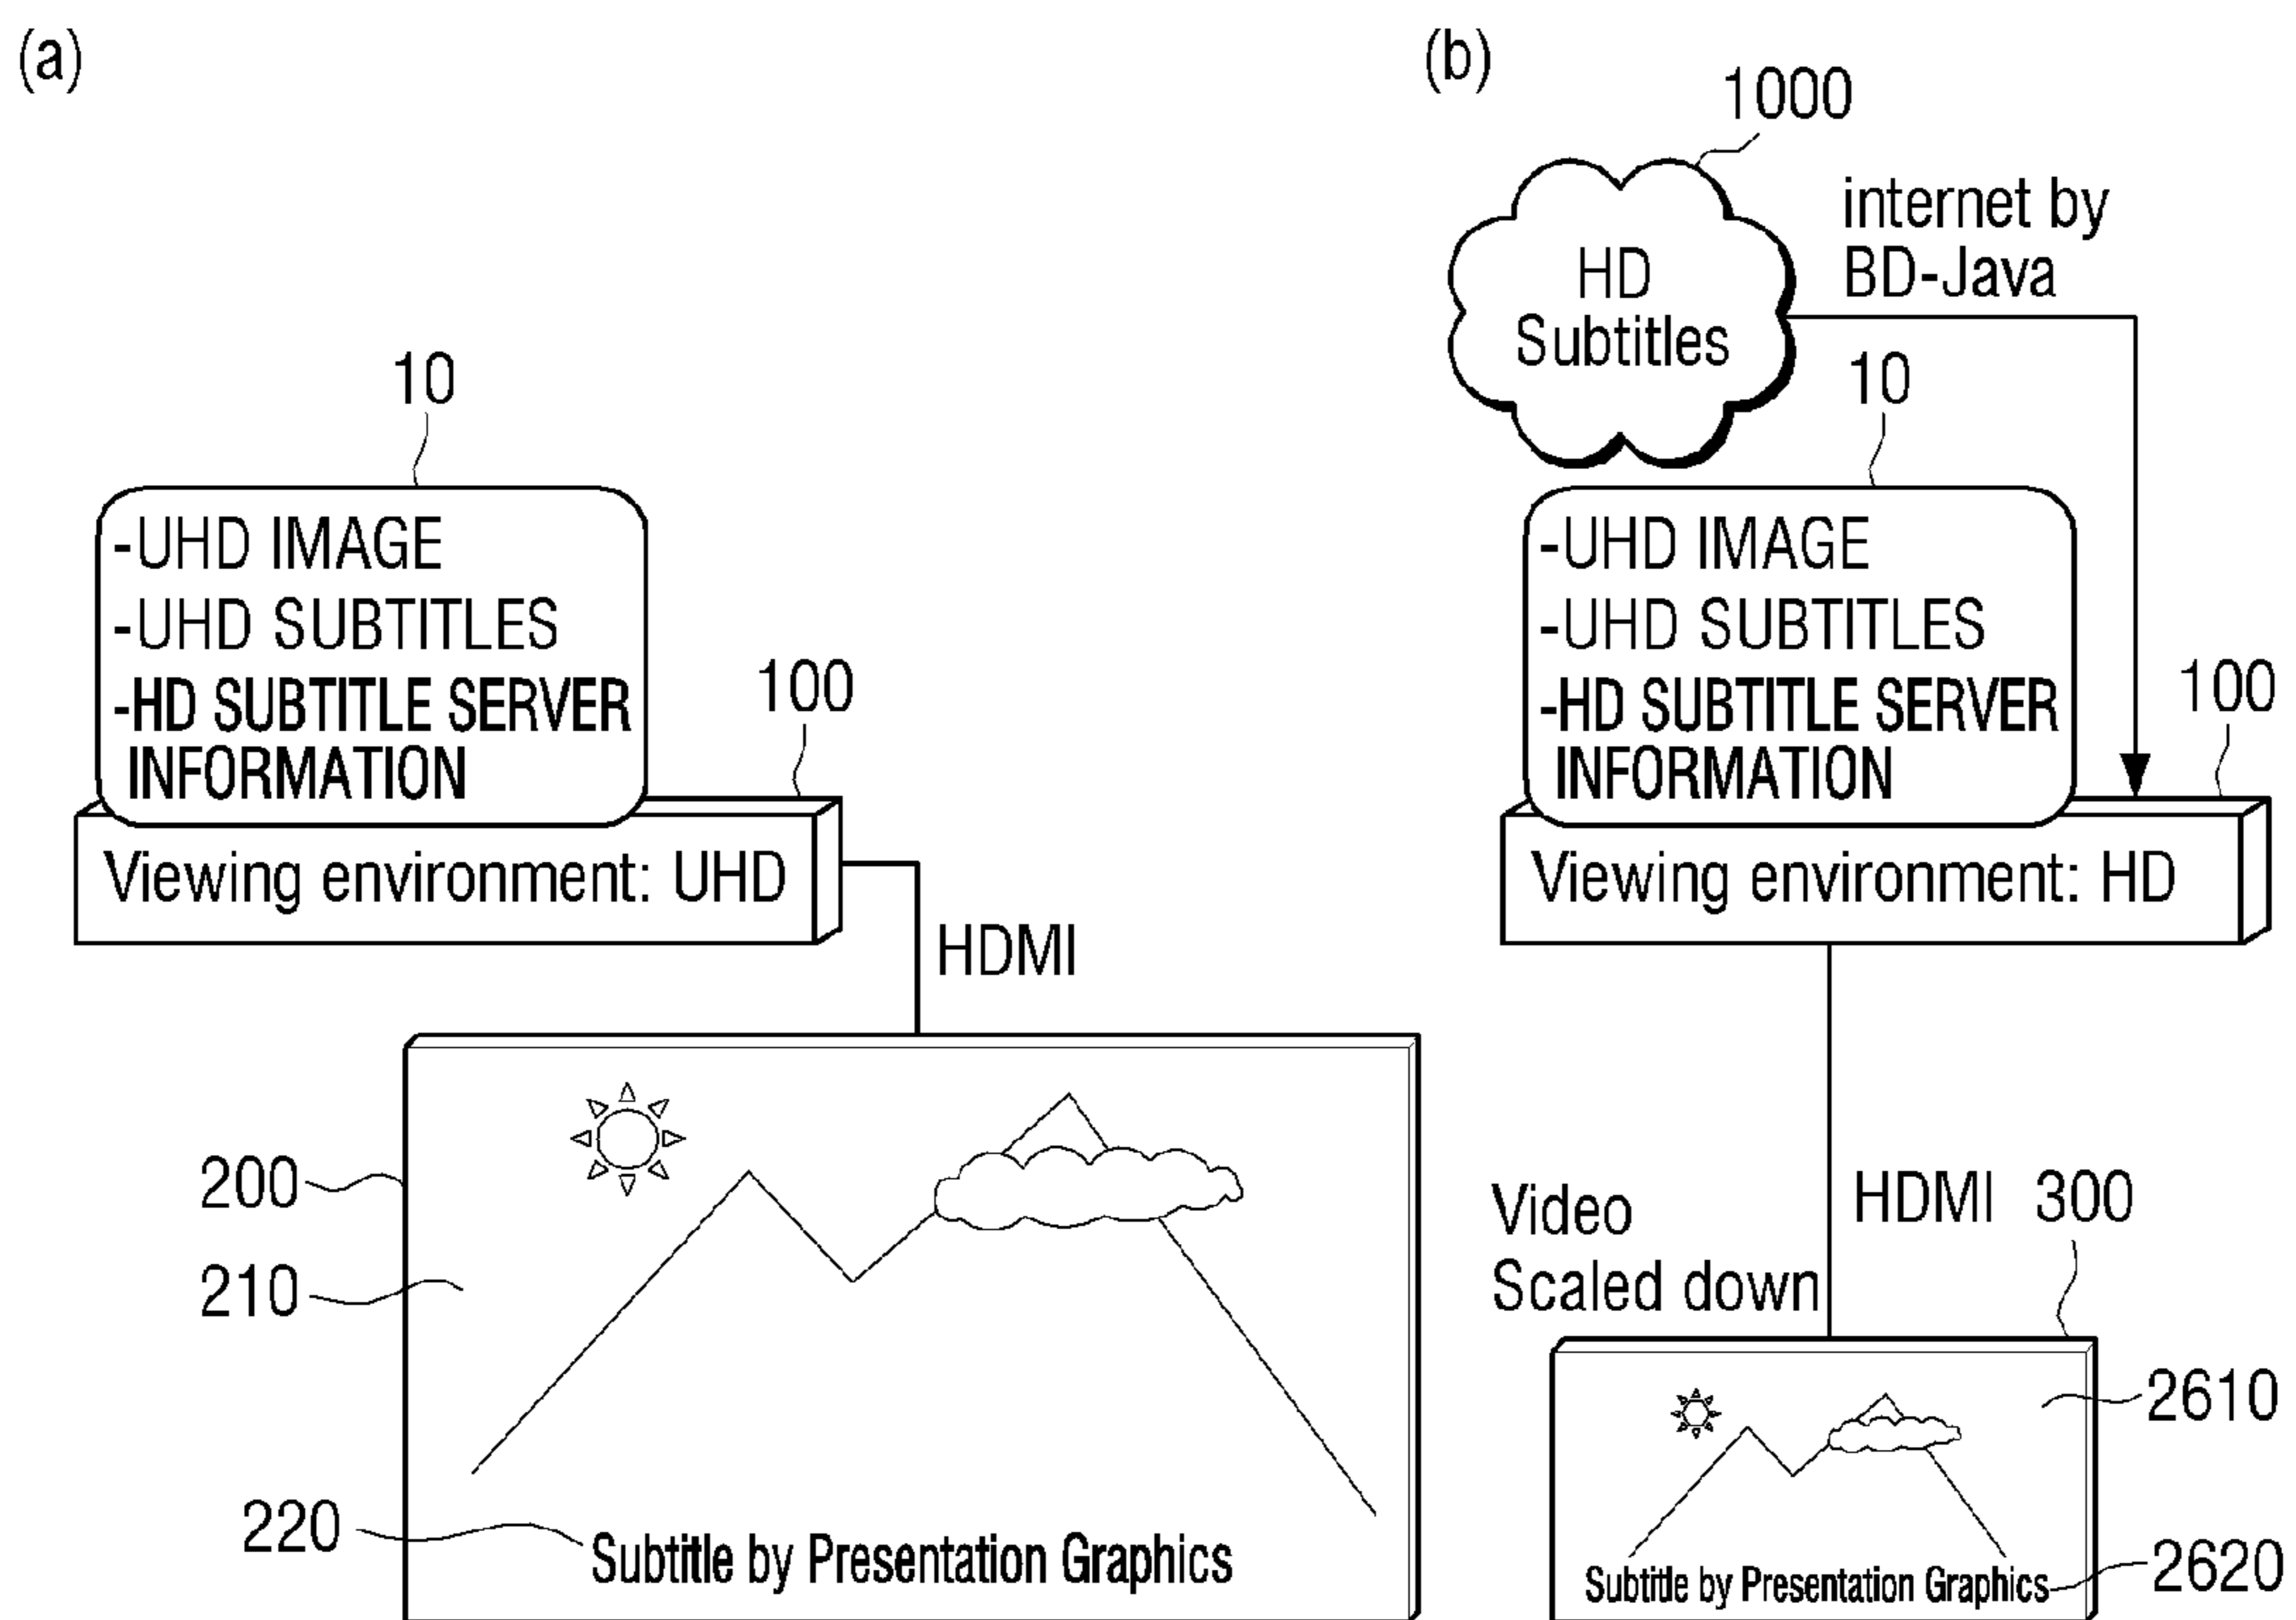 (a)
10
-UHD IMAGE
-UHD SUBTITLES
-HD SUBTITLE SERVER
INFORMATION
100
Viewing environment: UHD
HDMI
200
210
220
Subtitle by Presentation Graphics
(b)
1000
HD
Subtitles
internet by
BD-Java
10
-UHD IMAGE
-UHD SUBTITLES
-HD SUBTITLE SERVER
INFORMATION
100
Viewing environment: HD
HDMI
300
Video
Scaled down
2610
Subtitle by Presentation Graphics
2620